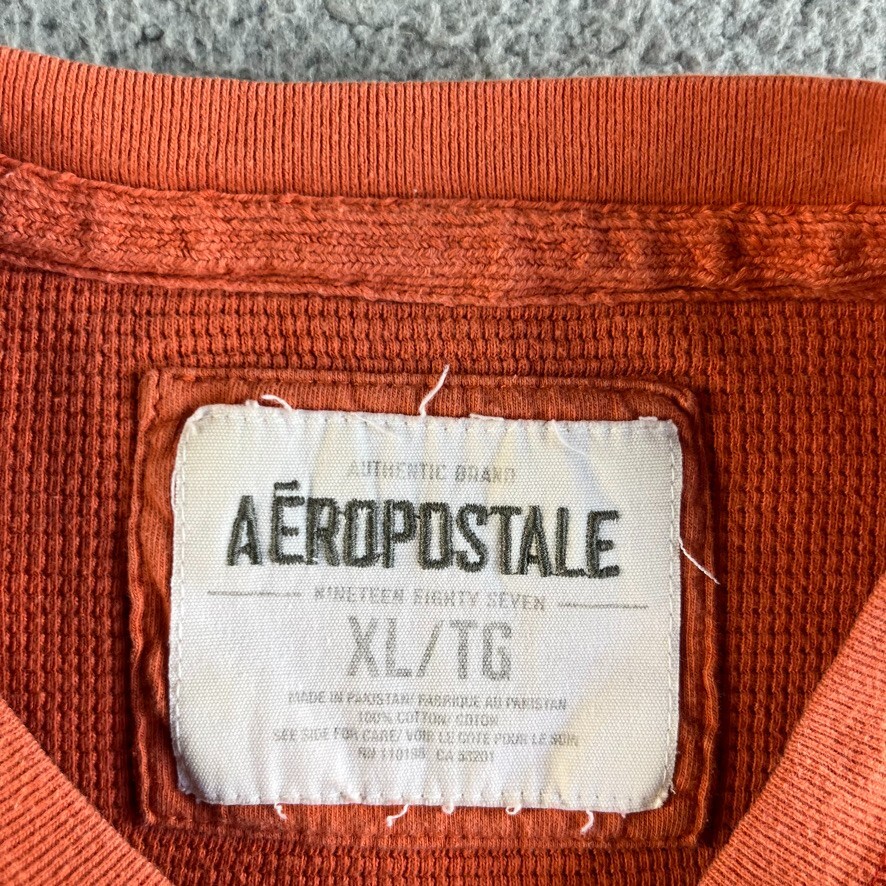 AUTHENTIC BRAND
AÉROPOSTALE
NINETEEN EIGHTY SEVEN
XL/TG
MADE IN PAKISTAN/ FABRIQUE AU PAKISTAN
100% COTTON/ COTON
SEE SIDE FOR CARE/ VOIR LE COTE POUR LE SOIN
RN 110195 CA 53201